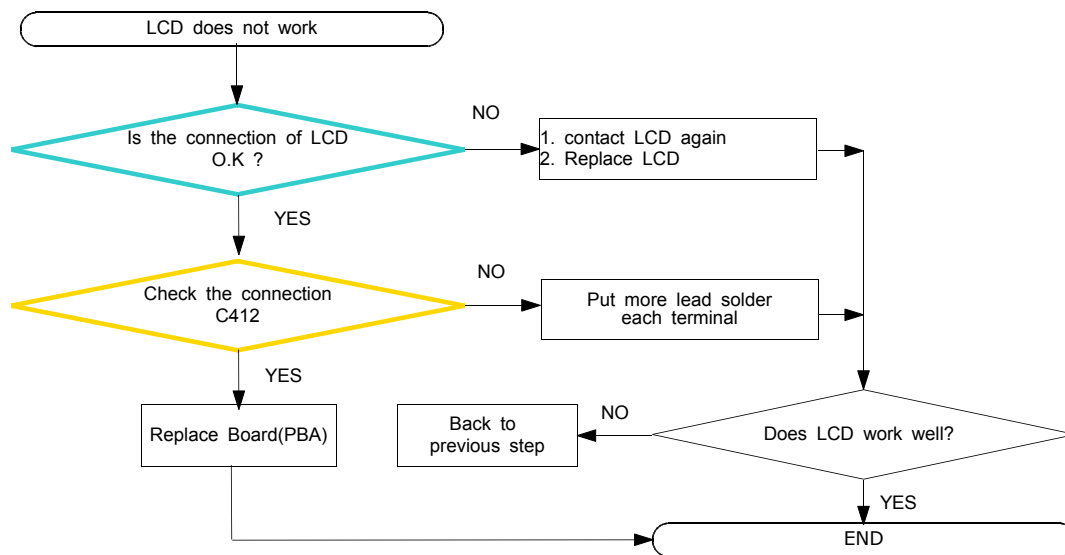 LCD does not work
Is the connection of LCD
O.K ?
NO
1. contact LCD again
2. Replace LCD
YES
Check the connection
C412
NO
Put more lead solder
each terminal
YES
Replace Board(PBA)
Back to
previous step
NO
Does LCD work well?
YES
END